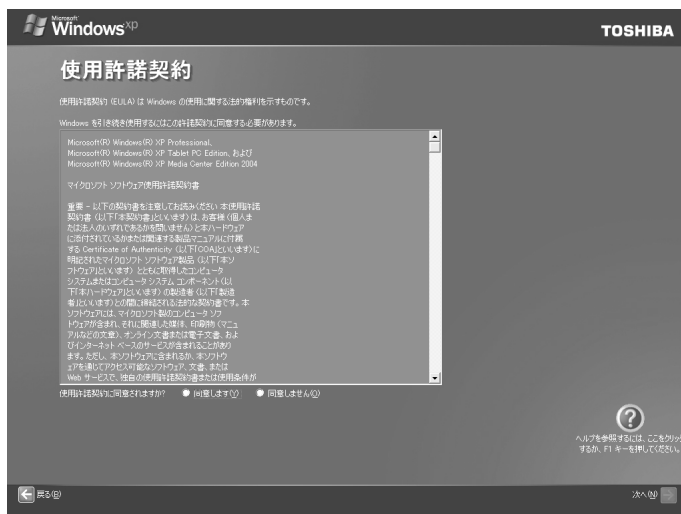 Microsoft
Windows xp
TOSHIBA
使用許諾契約
使用許諾契約 (EULA) は Windows の使用に関する法的権利を示すものです。
Windows を引き続き使用するにはこの許諾契約に同意する必要があります。
Microsoft(R) Windows(R) XP Professional、
Microsoft(R) Windows(R) XP Tablet PC Edition、および
Microsoft(R) Windows(R) XP Media Center Edition 2004
マイクロソフト ソフトウェア使用許諾契約書
重要 - 以下の契約書を注意してお読みください 本使用許諾
契約書 (以下「本契約書」といいます) は、お客様 (個人ま
たは法人のいずれであるかを問いません) と本ハードウェア
に添付されているかまたは関連する製品マニュアルに付属
する Certificate of Authenticity (以下「COA」といいます) に
明記されたマイクロソフト ソフトウェア製品 (以下「本ソ
フトウェア」といいます) とともに取得したコンピュータ
システムまたはコンピュータ システム コンポーネント (以
下「本ハードウェア」といいます) の製造者 (以下「製造
者」といいます) との間に締結される法的な契約書です。本
ソフトウェアには、マイクロソフト製のコンピュータ ソフ
トウェアが含まれ、それに関連した媒体、印刷物 (マニュ
アルなどの文章)、オンライン文書または電子文書、およ
びインターネット ベースのサービスが含まれることがあり
ます。ただし、本ソフトウェアに含まれるか、本ソフトウ
ェアを通じてアクセス可能なソフトウェア、文書、または
Web サービスで、独自の使用許諾契約書または使用条件が
使用許諾契約に同意されますか? 同意します(Y) 同意しません(O)
ヘルプを参照するには、ここをクリッ
するか、F1 キーを押してください。
戻る(B)
次へ(N)